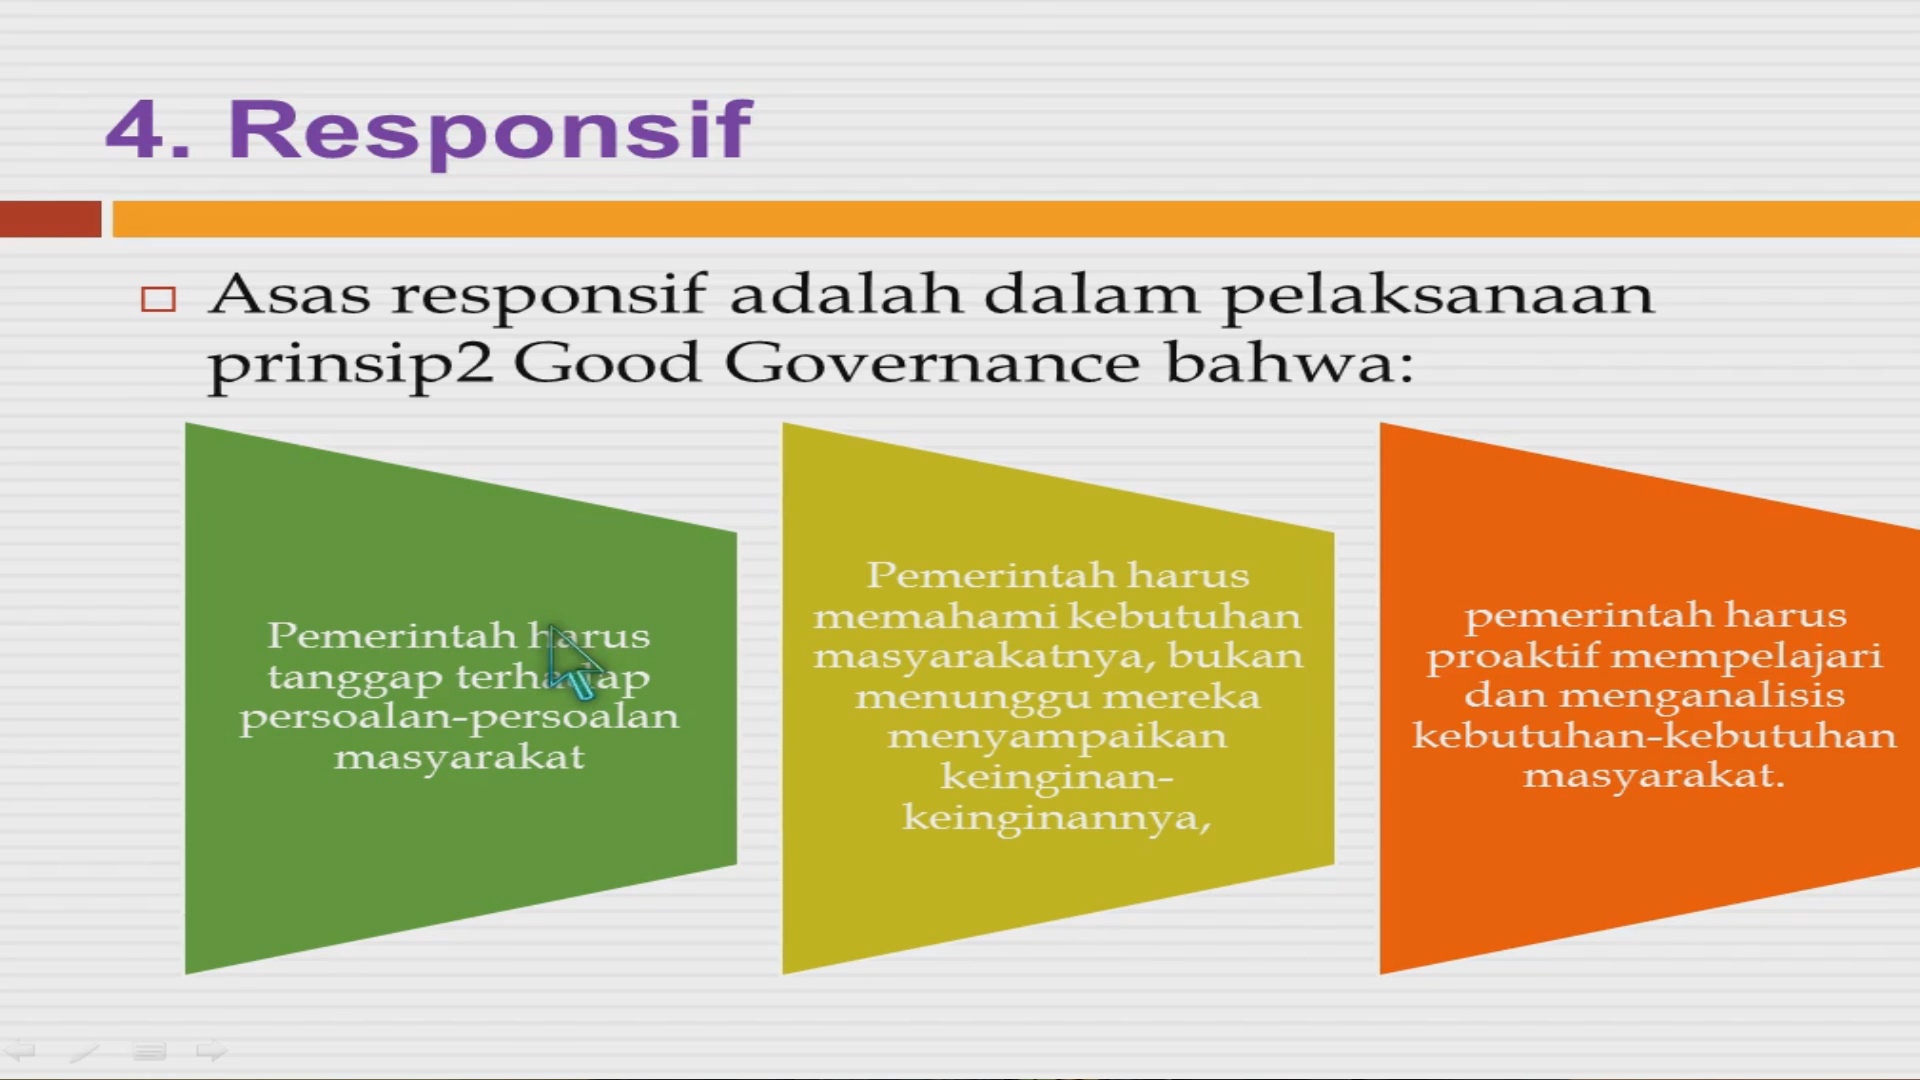 4. Responsif
Asas responsif adalah dalam pelaksanaan
prinsip2 Good Governance bahwa:
Pemerintah harus
tanggap terhadap
persoalan-persoalan
masyarakat
Pemerintah harus
memahami kebutuhan
masyarakatnya, bukan
menunggu mereka
menyampaikan
keinginan-
keinginannya,
pemerintah harus
proaktif mempelajari
dan menganalisis
kebutuhan-kebutuhan
masyarakat.